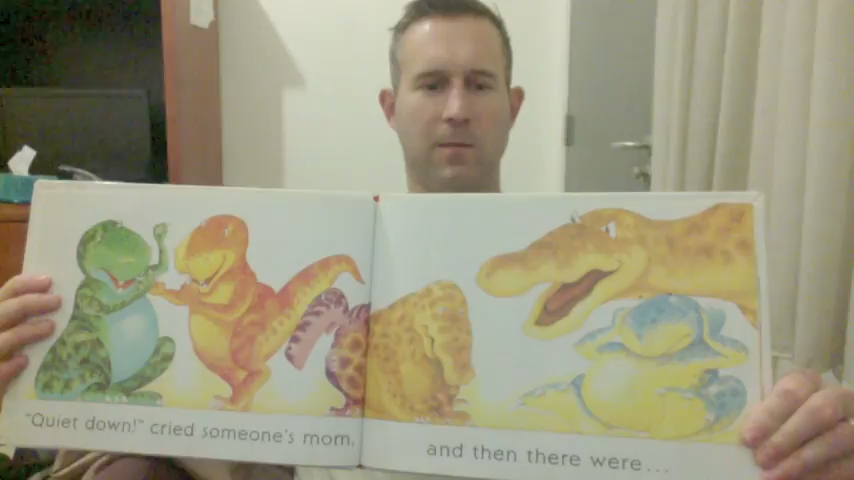 "Quiet down!" cried someone's mom,
and then there were...